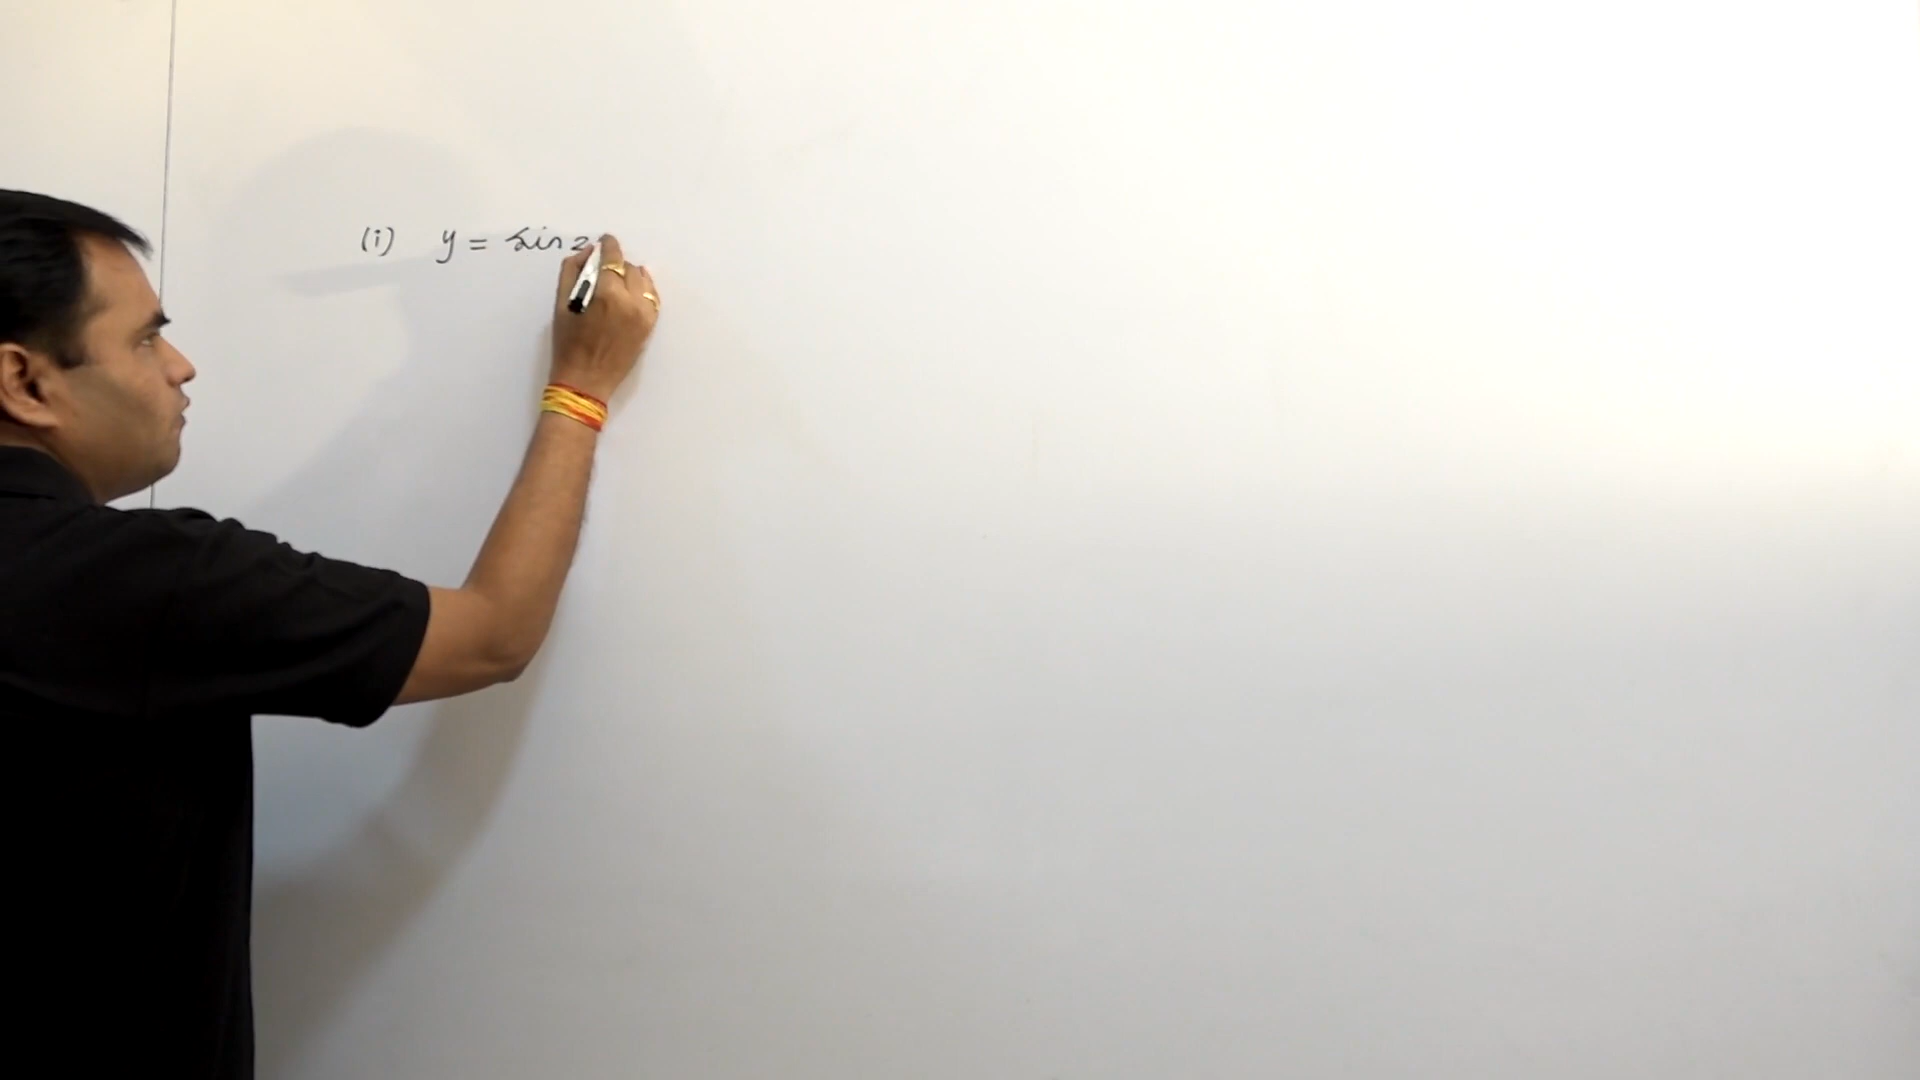 (i) y = sin 2